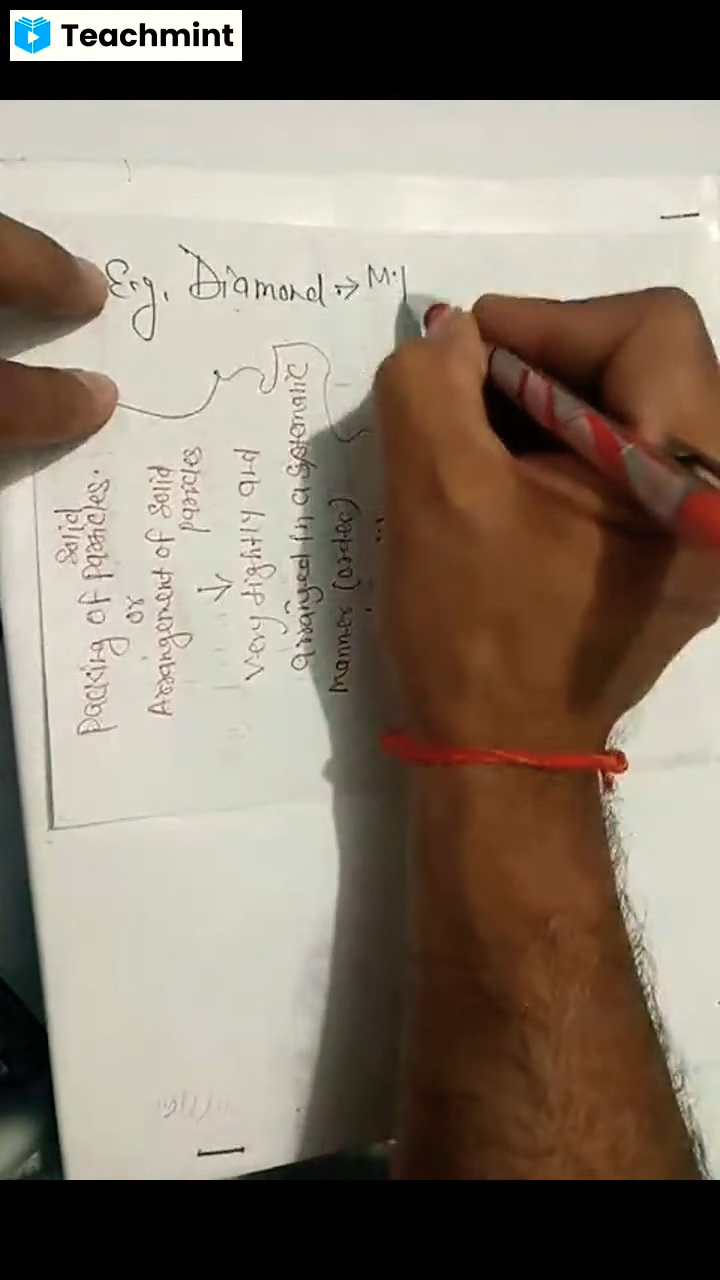 Teachmint
E.g. Diamond :→ M.
Solid
Packing of Particles.
or
Arrangement of Solid
particles
↓
Very tightly and
arranged in a systematic
manner (order)